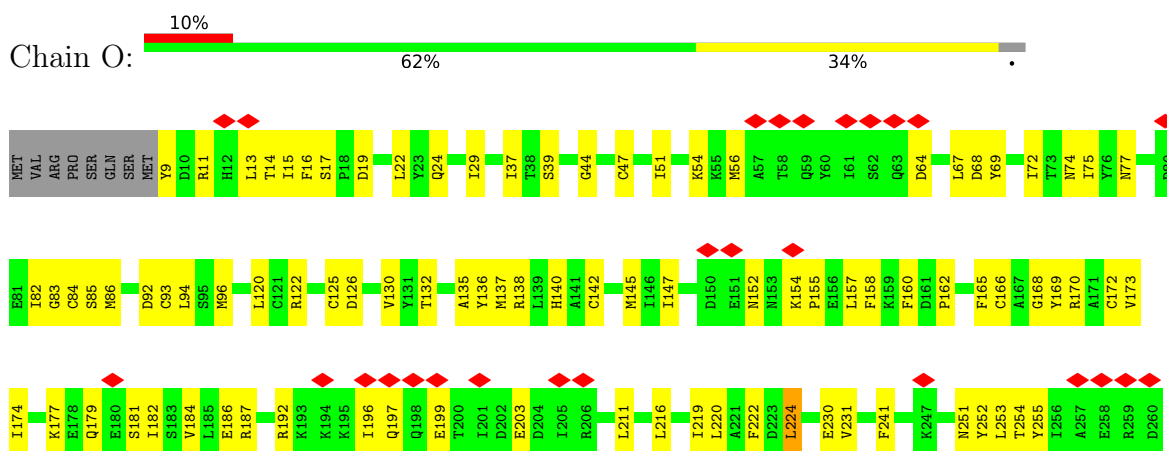 10%
Chain O:
62% 34% •
MET VAL ARG PRO SER GLN SER MET Y9 D10 R11 H12 L13 T14 I15 F16 S17 P18 D19 L22 Y23 Q24 I29 I37 T38 S39 G44 C47 I51 K54 K55 M56 A57 T58 Q59 Y60 I61 S62 Q63 D64 L67 D68 Y69 I72 T73 N74 I75 Y76 N77
E81 I82 G83 C84 S85 M86 D92 C93 L94 S95 M96 L120 C121 R122 C125 D126 V130 Y131 T132 A135 Y136 M137 R138 L139 H140 A141 C142 M145 I146 I147 D150 E151 N152 N153 K154 P155 E156 L157 F158 K159 F160 D161 P162 F165 C166 A167 G168 Y169 R170 A171 C172 V173
I174 K177 E178 Q179 E180 S181 I182 S183 V184 L185 E186 R187 R192 K193 K194 K195 I196 Q197 Q198 E199 T200 I201 D202 E203 D204 I205 R206 L211 L216 I219 L220 A221 F222 D223 L224 E230 V231 F241 K247 N251 Y252 L253 T254 Y255 I256 A257 E258 R259 D260